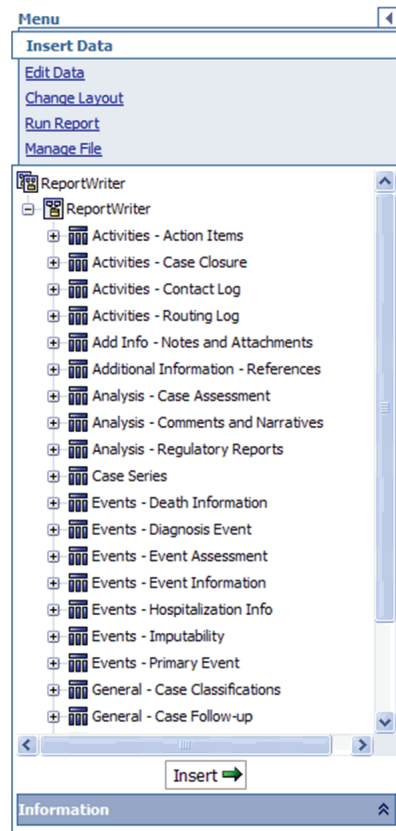 Menu
Insert Data
Edit Data
Change Layout
Run Report
Manage File
ReportWriter
ReportWriter
Activities - Action Items
Activities - Case Closure
Activities - Contact Log
Activities - Routing Log
Add Info - Notes and Attachments
Additional Information - References
Analysis - Case Assessment
Analysis - Comments and Narratives
Analysis - Regulatory Reports
Case Series
Events - Death Information
Events - Diagnosis Event
Events - Event Assessment
Events - Event Information
Events - Hospitalization Info
Events - Imputability
Events - Primary Event
General - Case Classifications
General - Case Follow-up
Insert
Information